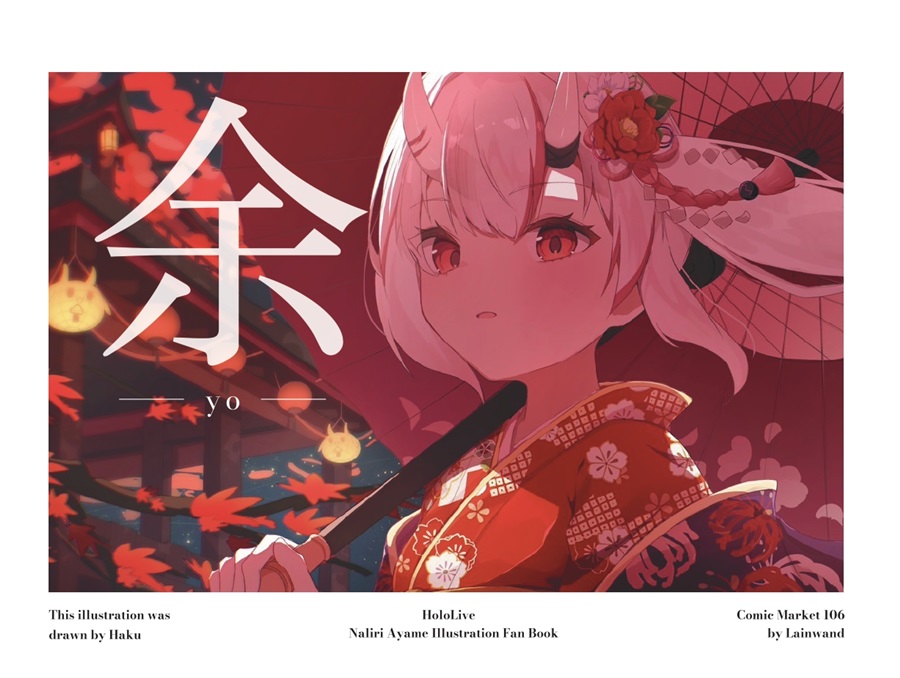 余
yo
This illustration was
drawn by Haku
HoloLive
Naliri Ayame Illustration Fan Book
Comic Market 106
by Lainwand